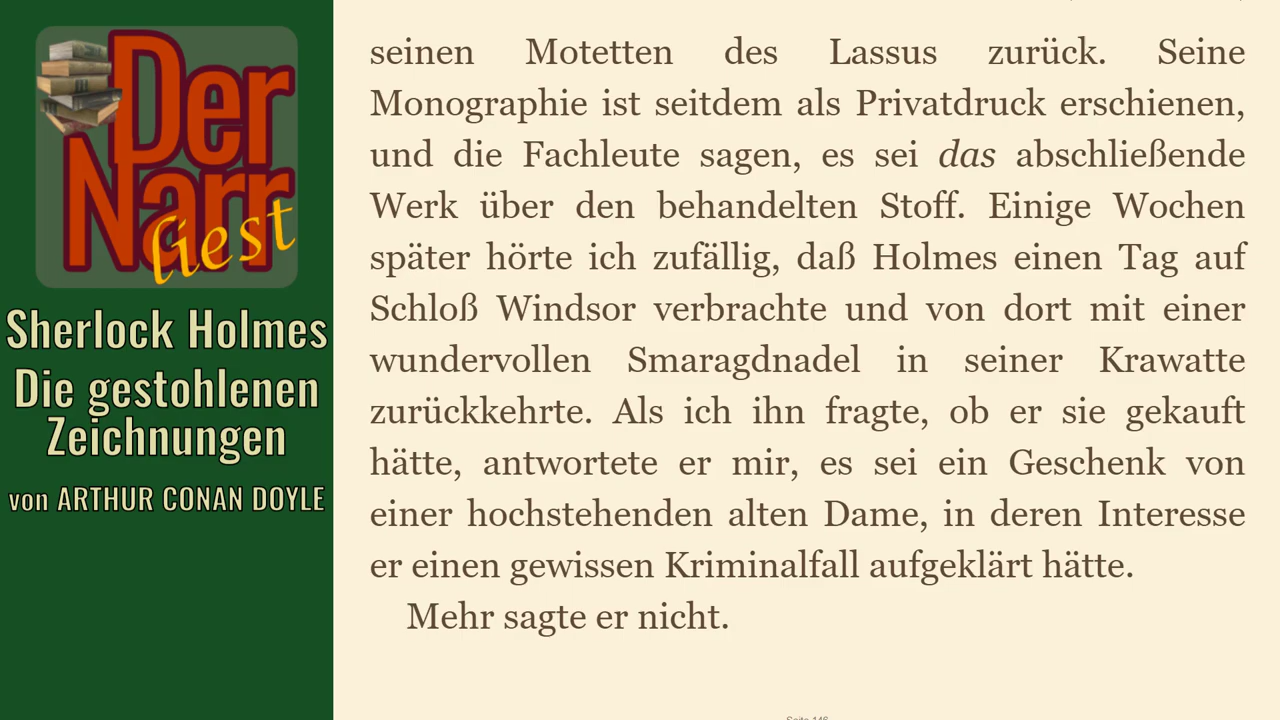 Der
Narr
liest
Sherlock Holmes
Die gestohlenen
Zeichnungen
von ARTHUR CONAN DOYLE
seinen Motetten des Lassus zurück. Seine
Monographie ist seitdem als Privatdruck erschienen,
und die Fachleute sagen, es sei das abschließende
Werk über den behandelten Stoff. Einige Wochen
später hörte ich zufällig, daß Holmes einen Tag auf
Schloß Windsor verbrachte und von dort mit einer
wundervollen Smaragdnadel in seiner Krawatte
zurückkehrte. Als ich ihn fragte, ob er sie gekauft
hätte, antwortete er mir, es sei ein Geschenk von
einer hochstehenden alten Dame, in deren Interesse
er einen gewissen Kriminalfall aufgeklärt hätte.
Mehr sagte er nicht.